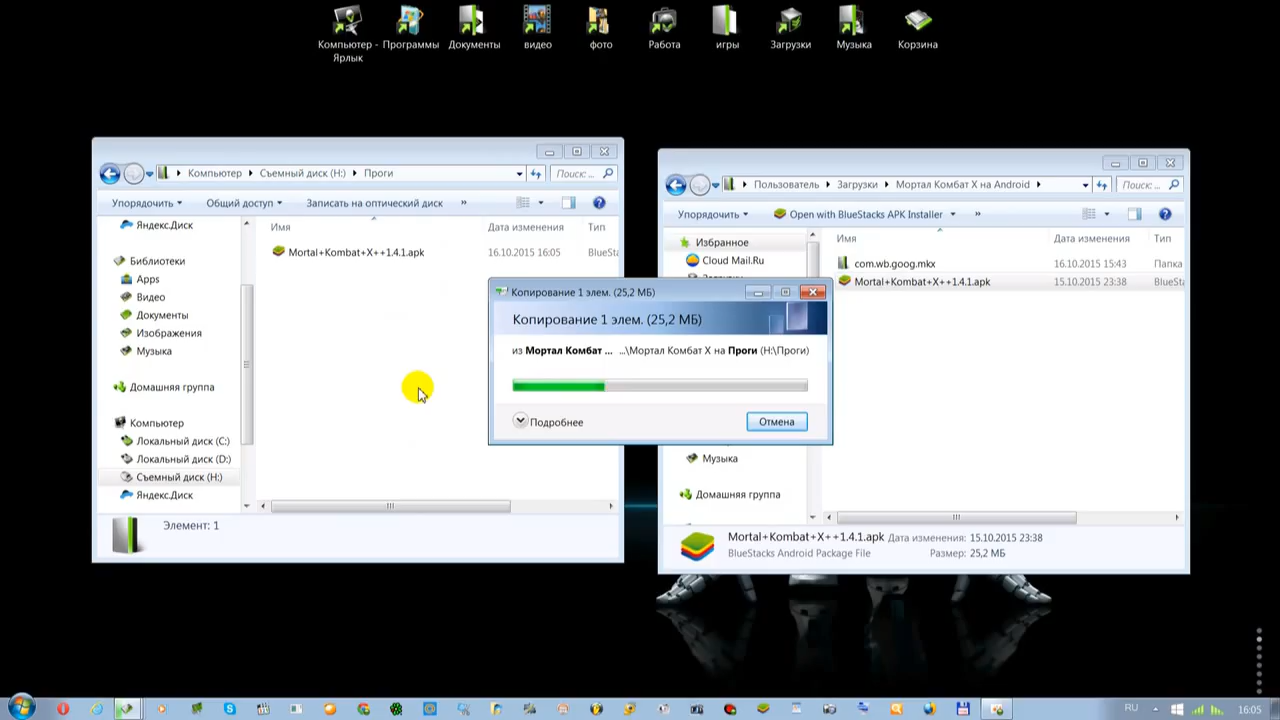 Компьютер - Ярлык
Программы
Документы
видео
фото
Работа
игры
Загрузки
Музыка
Корзина
Компьютер
Съемный диск (H:)
Проги
Поиск: ...
Упорядочить
Общий доступ
Записать на оптический диск
»
Яндекс.Диск
Библиотеки
Apps
Видео
Документы
Изображения
Музыка
Домашняя группа
Компьютер
Локальный диск (C:)
Локальный диск (D:)
Съемный диск (H:)
Яндекс.Диск
Имя
Дата изменения
Тип
Mortal+Kombat+X++1.4.1.apk
16.10.2015 16:05
BlueSta
Элемент: 1
Копирование 1 элем. (25,2 МБ)
Копирование 1 элем. (25,2 МБ)
из Мортал Комбат ... ...\Мортал Комбат X на Проги (H:\Проги)
Подробнее
Отмена
Пользователь
Загрузки
Мортал Комбат X на Android
Поиск: ...
Упорядочить
Open with BlueStacks APK Installer
»
Избранное
Cloud Mail.Ru
Музыка
Домашняя группа
Имя
Дата изменения
Тип
com.wb.goog.mkx
16.10.2015 15:43
Папка
Mortal+Kombat+X++1.4.1.apk
15.10.2015 23:38
BlueSta
Mortal+Kombat+X++1.4.1.apk Дата изменения: 15.10.2015 23:38
BlueStacks Android Package File Размер: 25,2 МБ
RU
16:05